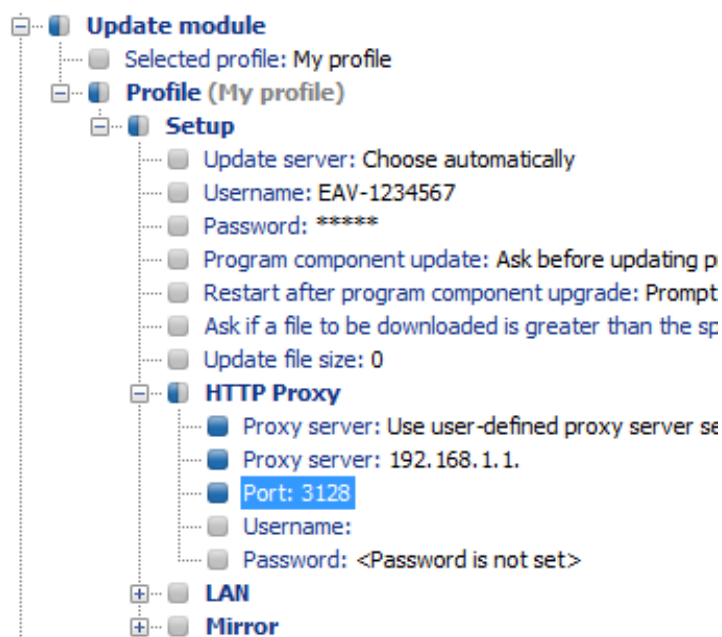 Update module
Selected profile: My profile
Profile (My profile)
Setup
Update server: Choose automatically
Username: EAV-1234567
Password: *****
Program component update: Ask before updating
Restart after program component upgrade: Prompt
Ask if a file to be downloaded is greater than the
Update file size: 0
HTTP Proxy
Proxy server: Use user-defined proxy server
Proxy server: 192.168.1.1.
Port: 3128
Username:
Password: <Password is not set>
LAN
Mirror